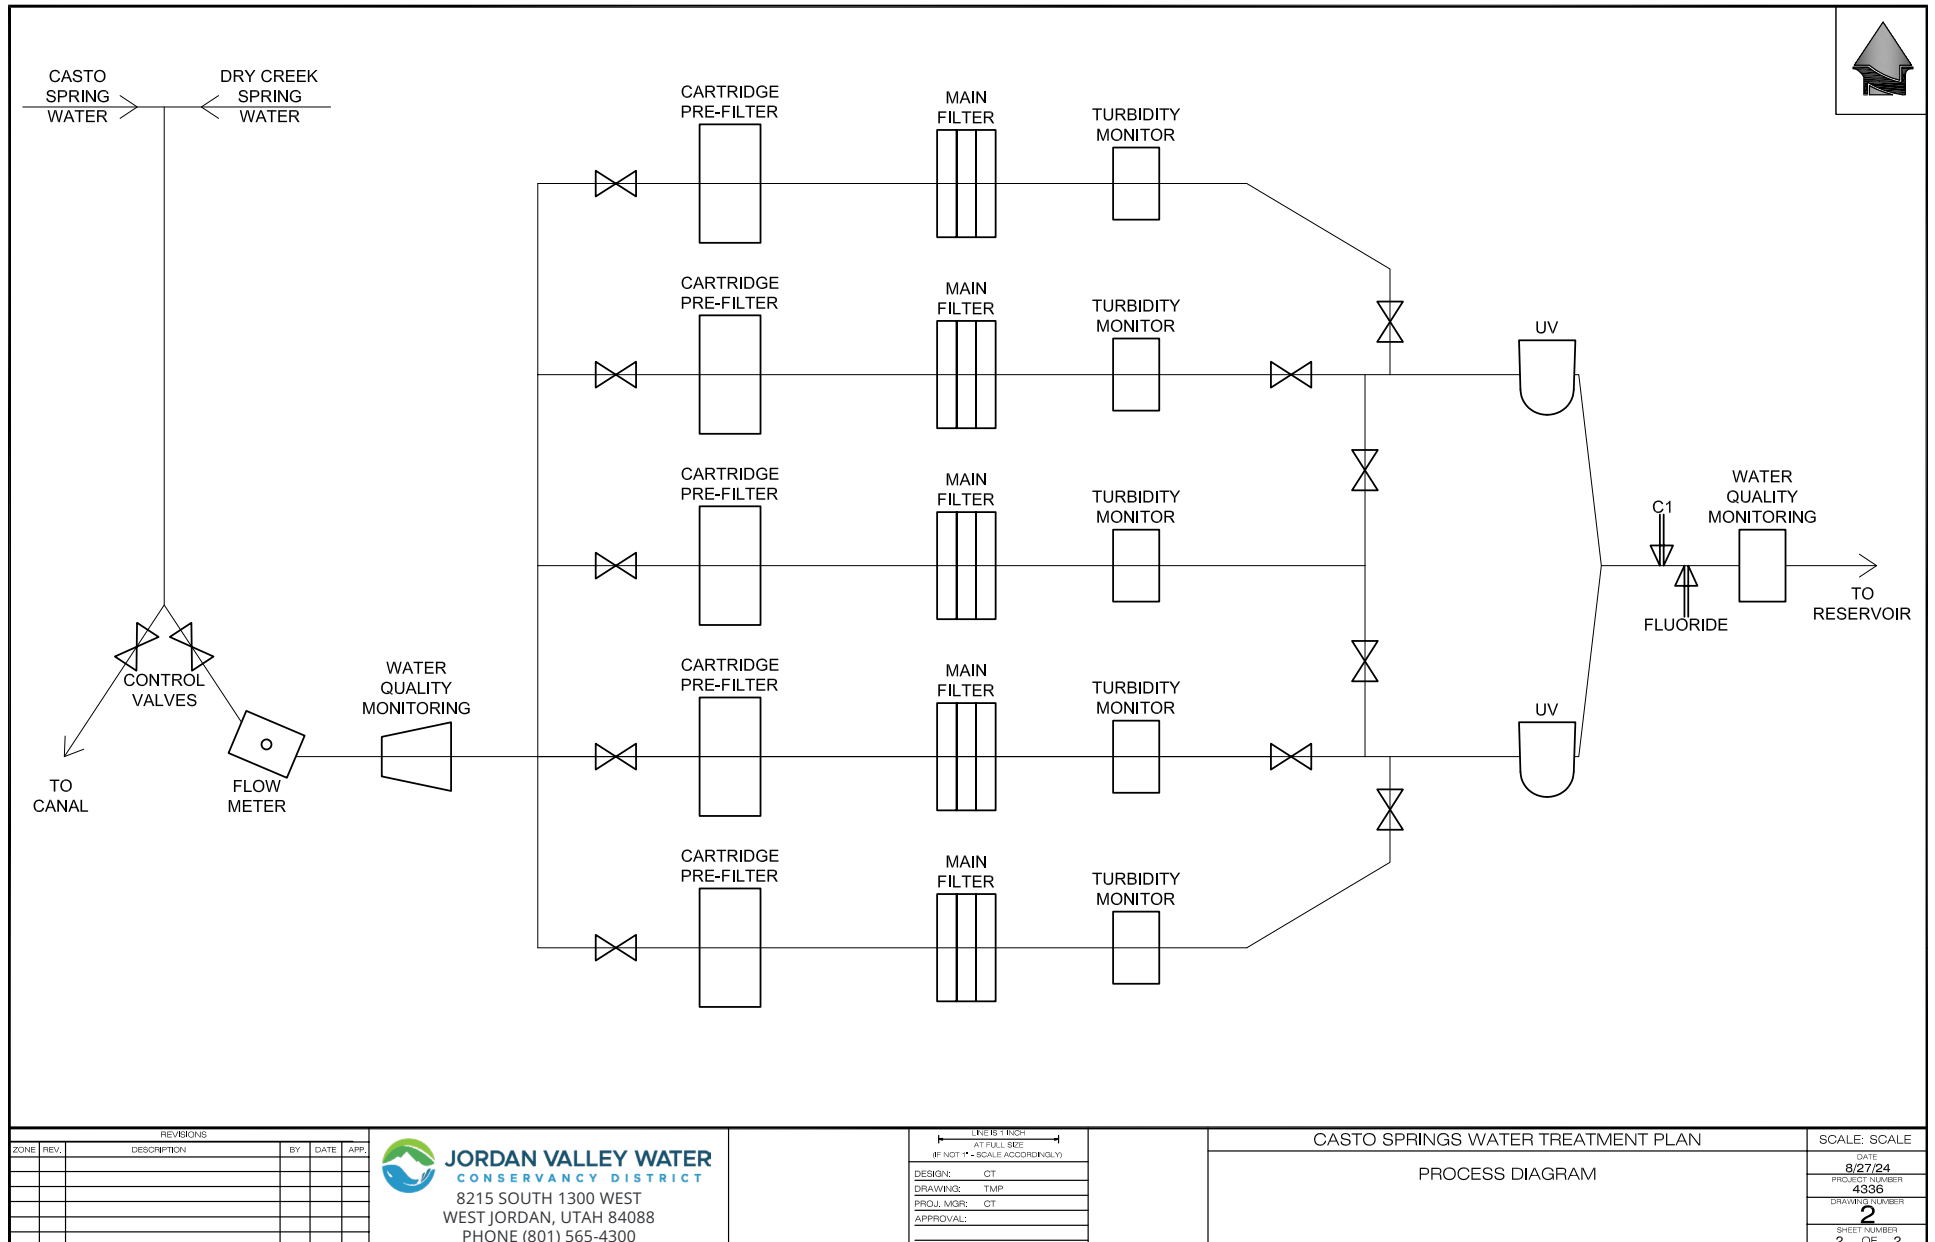 CASTO
SPRING
WATER
DRY CREEK
SPRING
WATER
CARTRIDGE
PRE-FILTER
MAIN
FILTER
TURBIDITY
MONITOR
CARTRIDGE
PRE-FILTER
MAIN
FILTER
TURBIDITY
MONITOR
UV
CARTRIDGE
PRE-FILTER
MAIN
FILTER
TURBIDITY
MONITOR
C1
WATER
QUALITY
MONITORING
FLUORIDE
TO
RESERVOIR
CONTROL
VALVES
TO
CANAL
FLOW
METER
WATER
QUALITY
MONITORING
CARTRIDGE
PRE-FILTER
MAIN
FILTER
TURBIDITY
MONITOR
UV
CARTRIDGE
PRE-FILTER
MAIN
FILTER
TURBIDITY
MONITOR
REVISIONS
ZONE REV. DESCRIPTION BY DATE APP.
JORDAN VALLEY WATER
CONSERVANCY DISTRICT
8215 SOUTH 1300 WEST
WEST JORDAN, UTAH 84088
PHONE (801) 565-4300
LINE IS 1 INCH
AT FULL SIZE
(IF NOT 1" - SCALE ACCORDINGLY)
DESIGN: CT
DRAWING: TMP
PROJ. MGR: CT
APPROVAL:
CASTO SPRINGS WATER TREATMENT PLAN
PROCESS DIAGRAM
SCALE: SCALE
DATE
8/27/24
PROJECT NUMBER
4336
DRAWING NUMBER
2
SHEET NUMBER
2 OF 2